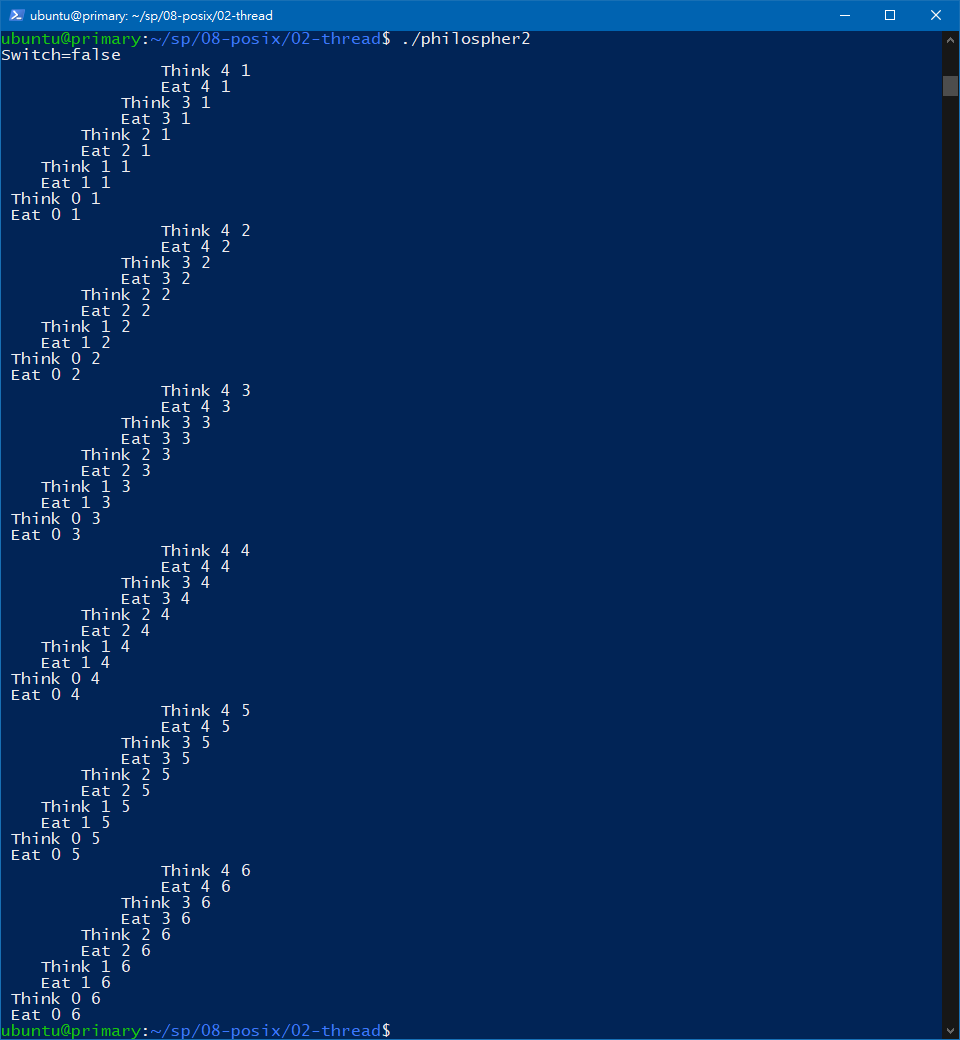 ubuntu@primary: ~/sp/08-posix/02-thread
ubuntu@primary:~/sp/08-posix/02-thread$ ./philospher2
Switch=false
Think 4 1
Eat 4 1
Think 3 1
Eat 3 1
Think 2 1
Eat 2 1
Think 1 1
Eat 1 1
Think 0 1
Eat 0 1
Think 4 2
Eat 4 2
Think 3 2
Eat 3 2
Think 2 2
Eat 2 2
Think 1 2
Eat 1 2
Think 0 2
Eat 0 2
Think 4 3
Eat 4 3
Think 3 3
Eat 3 3
Think 2 3
Eat 2 3
Think 1 3
Eat 1 3
Think 0 3
Eat 0 3
Think 4 4
Eat 4 4
Think 3 4
Eat 3 4
Think 2 4
Eat 2 4
Think 1 4
Eat 1 4
Think 0 4
Eat 0 4
Think 4 5
Eat 4 5
Think 3 5
Eat 3 5
Think 2 5
Eat 2 5
Think 1 5
Eat 1 5
Think 0 5
Eat 0 5
Think 4 6
Eat 4 6
Think 3 6
Eat 3 6
Think 2 6
Eat 2 6
Think 1 6
Eat 1 6
Think 0 6
Eat 0 6
ubuntu@primary:~/sp/08-posix/02-thread$